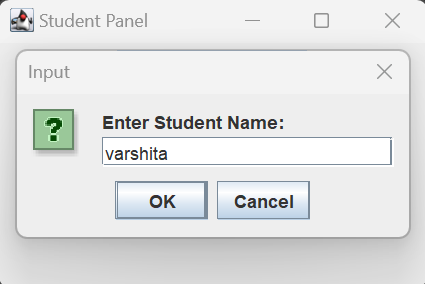 Student Panel
Input
Enter Student Name:
varshita
OK
Cancel